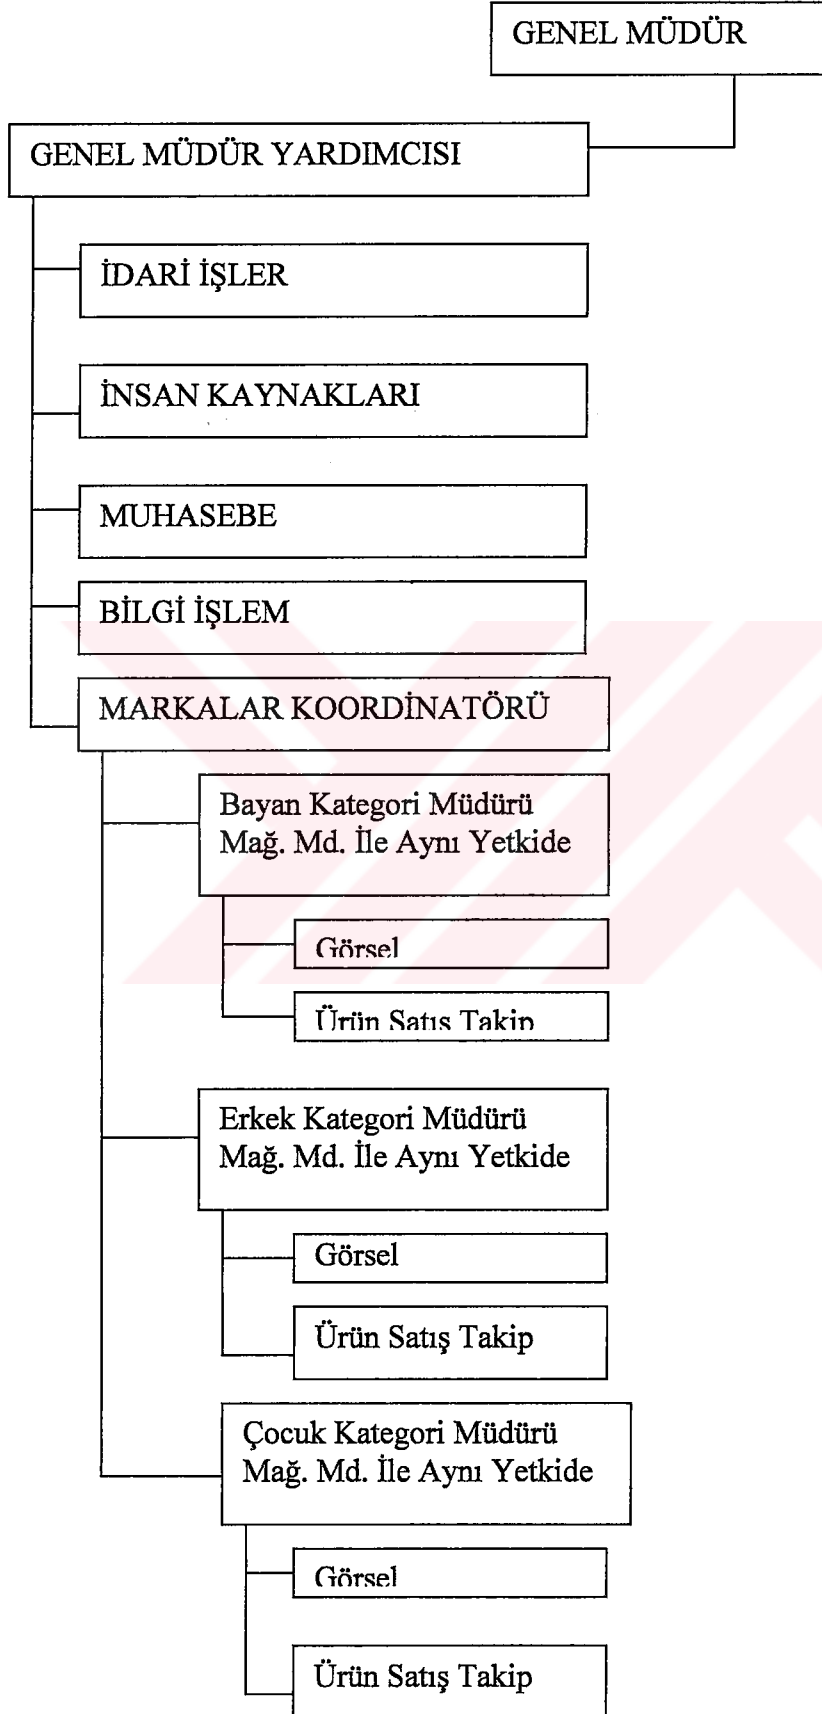 GENEL MÜDÜR
GENEL MÜDÜR YARDIMCISI
İDARİ İŞLER
İNSAN KAYNAKLARI
MUHASEBE
BİLGİ İŞLEM
MARKALAR KOORDİNATÖRÜ
Bayan Kategori Müdürü
Mağ. Md. İle Aynı Yetkide
Görsel
Ürün Satış Takip
Erkek Kategori Müdürü
Mağ. Md. İle Aynı Yetkide
Görsel
Ürün Satış Takip
Çocuk Kategori Müdürü
Mağ. Md. İle Aynı Yetkide
Görsel
Ürün Satış Takip